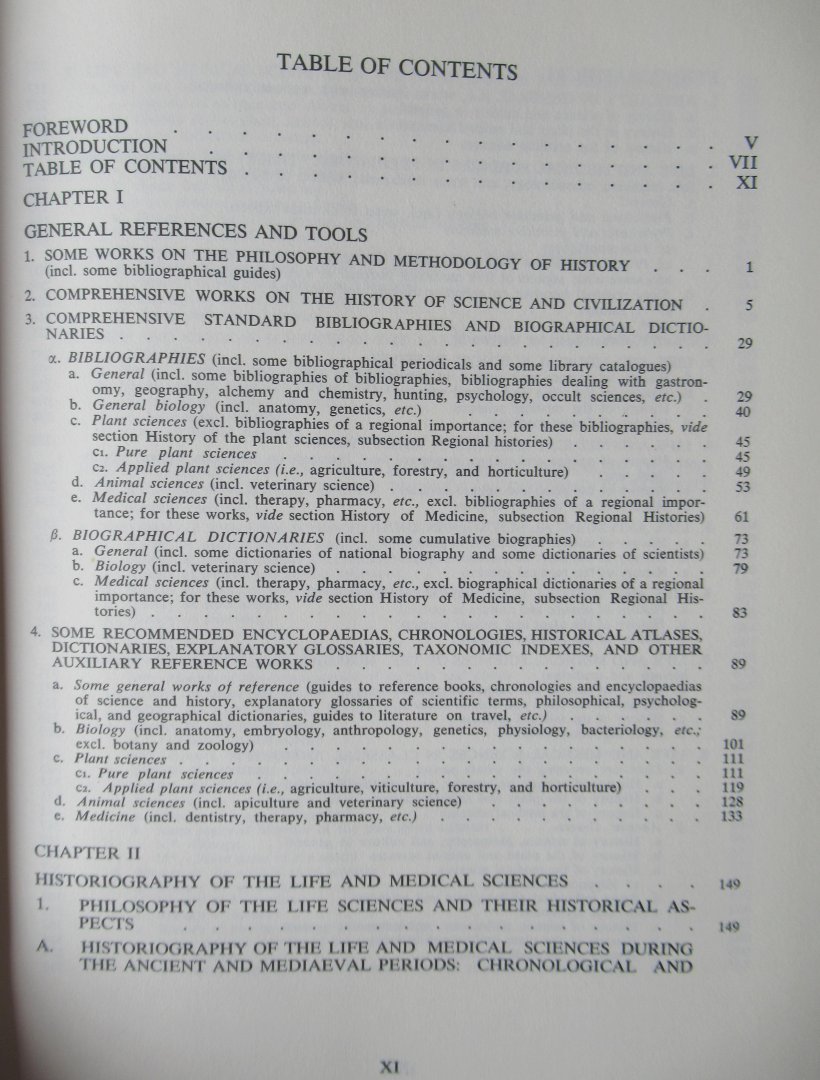 TABLE OF CONTENTS
FOREWORD . . . . . . . . . . . . . . . . . V
INTRODUCTION . . . . . . . . . . . . . . . . VII
TABLE OF CONTENTS . . . . . . . . . . . . . . . XI
CHAPTER I
GENERAL REFERENCES AND TOOLS
1. SOME WORKS ON THE PHILOSOPHY AND METHODOLOGY OF HISTORY . . . 1
(incl. some bibliographical guides)
2. COMPREHENSIVE WORKS ON THE HISTORY OF SCIENCE AND CIVILIZATION . 5
3. COMPREHENSIVE STANDARD BIBLIOGRAPHIES AND BIOGRAPHICAL DICTIO-
NARIES . . . . . . . . . . . . . . . . . . . . . . 29
α. BIBLIOGRAPHIES (incl. some bibliographical periodicals and some library catalogues)
a. General (incl. some bibliographies of bibliographies, bibliographies dealing with gastron-
omy, geography, alchemy and chemistry, hunting, psychology, occult sciences, etc.) . 29
b. General biology (incl. anatomy, genetics, etc.) . . . . . . . . . . 40
c. Plant sciences (excl. bibliographies of a regional importance; for these bibliographies, vide
section History of the plant sciences, subsection Regional histories) . . . . . . 45
c1. Pure plant sciences . . . . . . . . . . . . . . . . 45
c2. Applied plant sciences (i.e., agriculture, forestry, and horticulture) . . . . . . 49
d. Animal sciences (incl. veterinary science) . . . . . . . . . . . . . 53
e. Medical sciences (incl. therapy, pharmacy, etc., excl. bibliographies of a regional impor-
tance; for these works, vide section History of Medicine, subsection Regional Histories) 61
β. BIOGRAPHICAL DICTIONARIES (incl. some cumulative biographies) . . . . . 73
a. General (incl. some dictionaries of national biography and some dictionaries of scientists) 73
b. Biology (incl. veterinary science) . . . . . . . . . . . . . . 79
c. Medical sciences (incl. therapy, pharmacy, etc., excl. biographical dictionaries of a regional
importance; for these works, vide section History of Medicine, subsection Regional His-
tories) . . . . . . . . . . . . . . . . . . . . . 83
4. SOME RECOMMENDED ENCYCLOPAEDIAS, CHRONOLOGIES, HISTORICAL ATLASES,
DICTIONARIES, EXPLANATORY GLOSSARIES, TAXONOMIC INDEXES, AND OTHER
AUXILIARY REFERENCE WORKS . . . . . . . . . . . . . . 89
a. Some general works of reference (guides to reference books, chronologies and encyclopaedias
of science and history, explanatory glossaries of scientific terms, philosophical, psycholog-
ical, and geographical dictionaries, guides to literature on travel, etc.) . . . . . . 89
b. Biology (incl. anatomy, embryology, anthropology, genetics, physiology, bacteriology, etc.;
excl. botany and zoology) . . . . . . . . . . . . . . . . 101
c. Plant sciences . . . . . . . . . . . . . . . . . . . . 111
c1. Pure plant sciences . . . . . . . . . . . . . . . . . 111
c2. Applied plant sciences (i.e., agriculture, viticulture, forestry, and horticulture) . . . 119
d. Animal sciences (incl. apiculture and veterinary science) . . . . . . . . . 128
e. Medicine (incl. dentistry, therapy, pharmacy, etc.) . . . . . . . . . . 133
CHAPTER II
HISTORIOGRAPHY OF THE LIFE AND MEDICAL SCIENCES . . . . 149
1. PHILOSOPHY OF THE LIFE SCIENCES AND THEIR HISTORICAL AS-
PECTS . . . . . . . . . . . . . . . . . 149
A. HISTORIOGRAPHY OF THE LIFE AND MEDICAL SCIENCES DURING
THE ANCIENT AND MEDIAEVAL PERIODS: CHRONOLOGICAL AND
XI